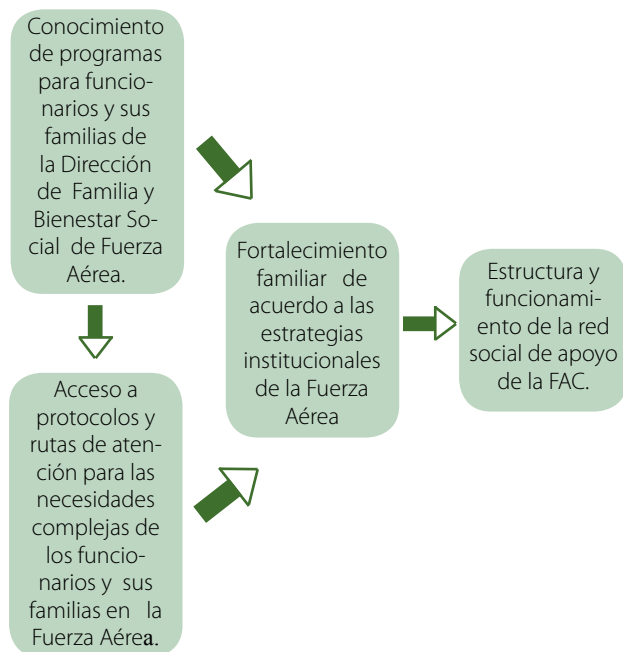 Conocimiento
de programas
para funcio-
narios y sus
familias de
la Dirección
de Familia y
Bienestar So-
cial de Fuerza
Aérea.
Acceso a
protocolos y
rutas de aten-
ción para las
necesidades
complejas de
los funcio-
narios y sus
familias en la
Fuerza Aérea.
Fortalecimiento
familiar de
acuerdo a las
estrategias
institucionales
de la Fuerza
Aérea
Estructura y
funcionami-
ento de la red
social de apoyo
de la FAC.